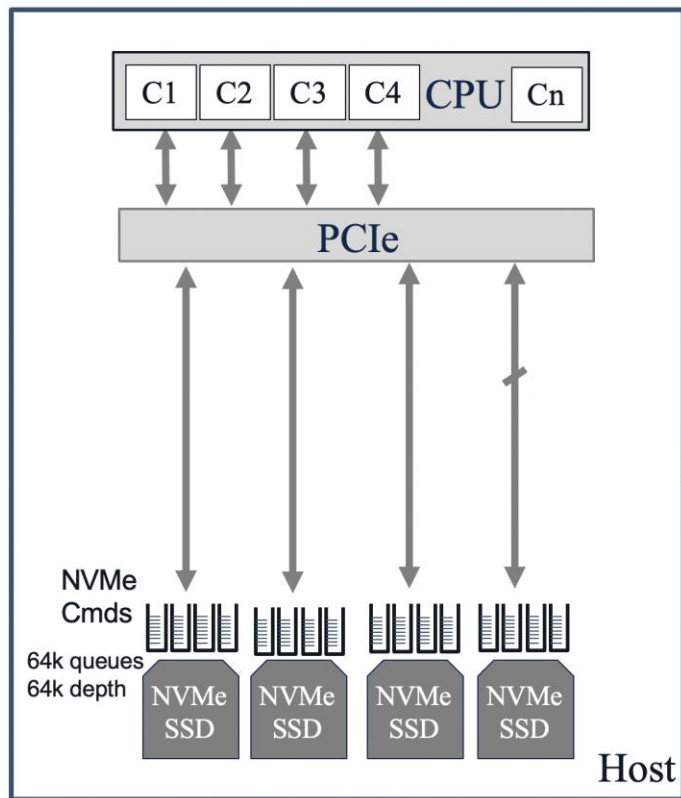 C1 C2 C3 C4 CPU Cn
PCIe
NVMe
Cmds
64k queues
64k depth
NVMe
SSD
NVMe
SSD
NVMe
SSD
NVMe
SSD
Host